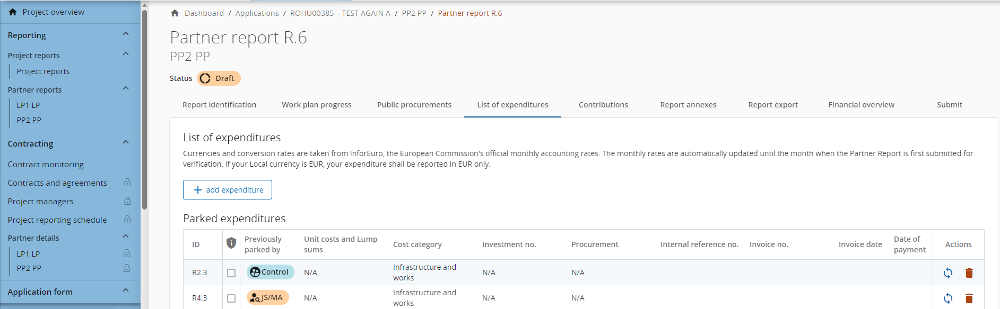 Project overview
Reporting
Project reports
Project reports
Partner reports
LP1 LP
PP2 PP
Contracting
Contract monitoring
Contracts and agreements
Project managers
Project reporting schedule
Partner details
LP1 LP
PP2 PP
Application form
Dashboard / Applications / ROHU00385 – TEST AGAIN A / PP2 PP / Partner report R.6
Partner report R.6
PP2 PP
Status Draft
Report identification Work plan progress Public procurements List of expenditures Contributions Report annexes Report export Financial overview Submit
List of expenditures
Currencies and conversion rates are taken from InforEuro, the European Commission's official monthly accounting rates. The monthly rates are automatically updated until the month when the Partner Report is first submitted for
verification. If your Local currency is EUR, your expenditure shall be reported in EUR only.
+ add expenditure
Parked expenditures
ID Previously parked by Unit costs and Lump sums Cost category Investment no. Procurement Internal reference no. Invoice no. Invoice date Date of payment Actions
R2.3 Control N/A Infrastructure and works N/A N/A
R4.3 JS/MA N/A Infrastructure and works N/A N/A